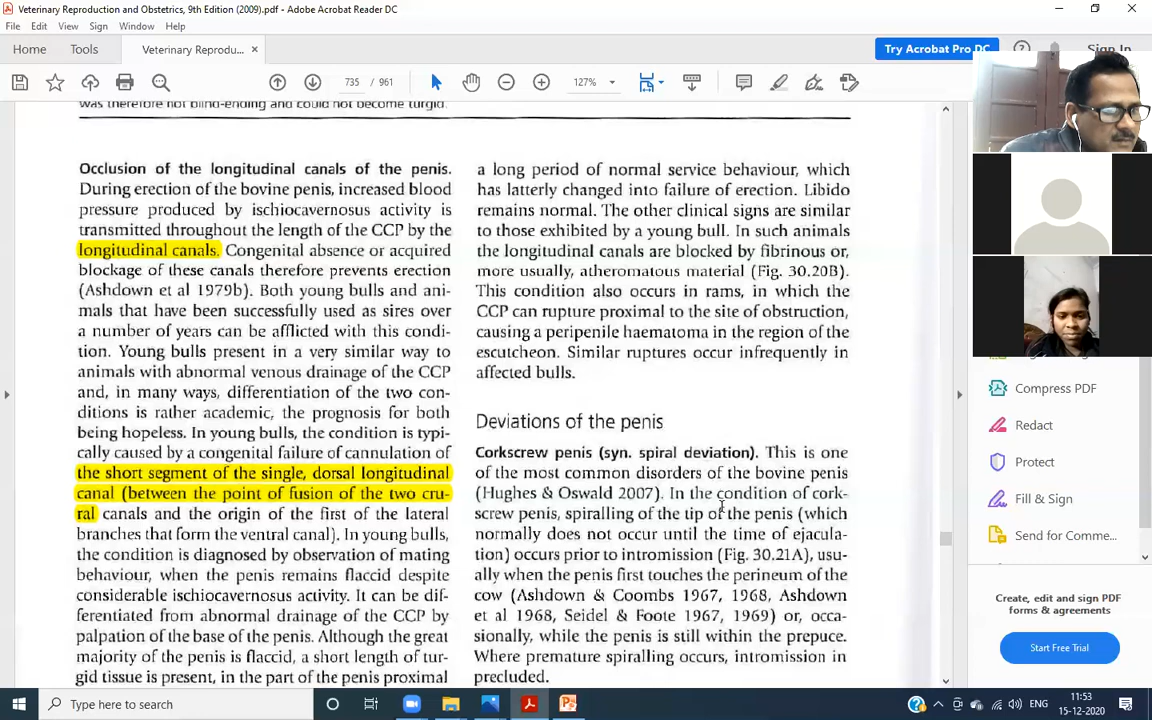 Veterinary Reproduction and Obstetrics, 9th Edition (2009).pdf - Adobe Acrobat Reader DC
File Edit View Sign Window Help
Home Tools Veterinary Reprodu... ×
Try Acrobat Pro DC
Sign In
735 / 961
127%
was therefore not blind-ending and could not become turgid.
Occlusion of the longitudinal canals of the penis.
During erection of the bovine penis, increased blood
pressure produced by ischiocavernosus activity is
transmitted throughout the length of the CCP by the
longitudinal canals. Congenital absence or acquired
blockage of these canals therefore prevents erection
(Ashdown et al 1979b). Both young bulls and ani-
mals that have been successfully used as sires over
a number of years can be afflicted with this condi-
tion. Young bulls present in a very similar way to
animals with abnormal venous drainage of the CCP
and, in many ways, differentiation of the two con-
ditions is rather academic, the prognosis for both
being hopeless. In young bulls, the condition is typi-
cally caused by a congenital failure of cannulation of
the short segment of the single, dorsal longitudinal
canal (between the point of fusion of the two cru-
ral canals and the origin of the first of the lateral
branches that form the ventral canal). In young bulls,
the condition is diagnosed by observation of mating
behaviour, when the penis remains flaccid despite
considerable ischiocavernosus activity. It can be dif-
ferentiated from abnormal drainage of the CCP by
palpation of the base of the penis. Although the great
majority of the penis is flaccid, a short length of tur-
gid tissue is present, in the part of the penis proximal
a long period of normal service behaviour, which
has latterly changed into failure of erection. Libido
remains normal. The other clinical signs are similar
to those exhibited by a young bull. In such animals
the longitudinal canals are blocked by fibrinous or,
more usually, atheromatous material (Fig. 30.20B).
This condition also occurs in rams, in which the
CCP can rupture proximal to the site of obstruction,
causing a peripenile haematoma in the region of the
escutcheon. Similar ruptures occur infrequently in
affected bulls.
Deviations of the penis
Corkscrew penis (syn. spiral deviation). This is one
of the most common disorders of the bovine penis
(Hughes & Oswald 2007). In the condition of cork-
screw penis, spiralling of the tip of the penis (which
normally does not occur until the time of ejacula-
tion) occurs prior to intromission (Fig. 30.21A), usu-
ally when the penis first touches the perineum of the
cow (Ashdown & Coombs 1967, 1968, Ashdown
et al 1968, Seidel & Foote 1967, 1969) or, occa-
sionally, while the penis is still within the prepuce.
Where premature spiralling occurs, intromission in
precluded.
Compress PDF
Redact
Protect
Fill & Sign
Send for Comme...
Create, edit and sign PDF
forms & agreements
Start Free Trial
Type here to search
ENG
11:53
15-12-2020